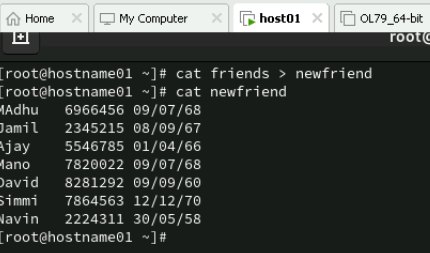 Home × My Computer × host01 × OL79_64-bit
root@
[root@hostname01 ~]# cat friends > newfriend
[root@hostname01 ~]# cat newfriend
MAdhu 6966456 09/07/68
Jamil 2345215 08/09/67
Ajay 5546785 01/04/66
Mano 7820022 09/07/68
David 8281292 09/09/60
Simmi 7864563 12/12/70
Navin 2224311 30/05/58
[root@hostname01 ~]#